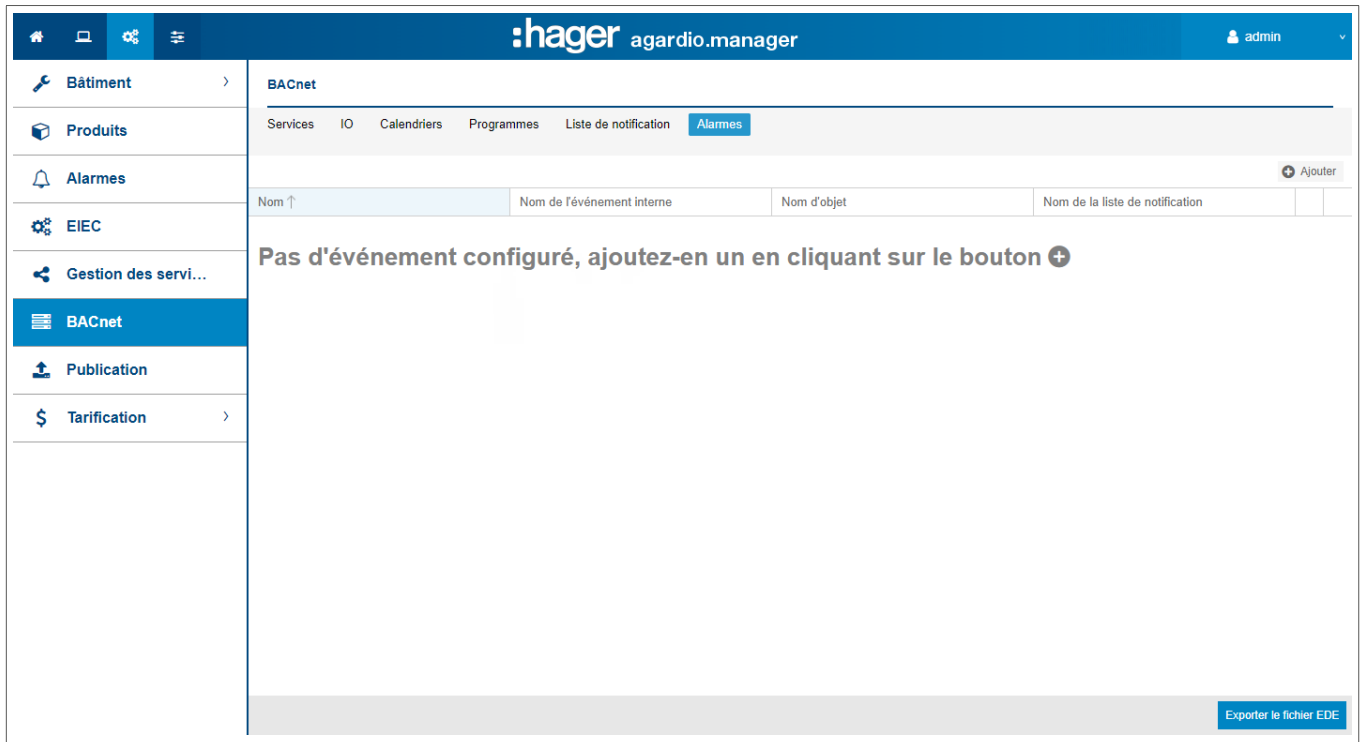 :hager agardio.manager
admin
Bâtiment
Produits
Alarmes
EIEC
Gestion des servi...
BACnet
Publication
Tarification
BACnet
Services IO Calendriers Programmes Liste de notification Alarmes
Ajouter
Nom Nom de l'événement interne Nom d'objet Nom de la liste de notification
Pas d'événement configuré, ajoutez-en un en cliquant sur le bouton
Exporter le fichier EDE